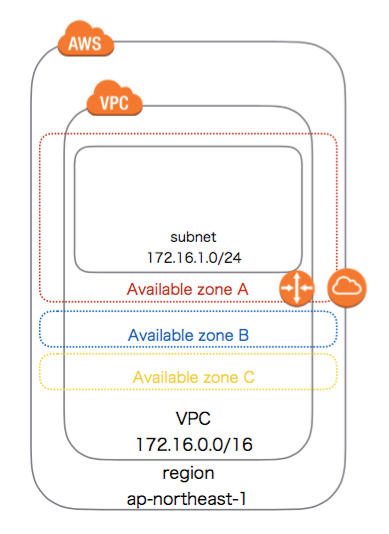 AWS
VPC
subnet
172.16.1.0/24
Available zone A
Available zone B
Available zone C
VPC
172.16.0.0/16
region
ap-northeast-1